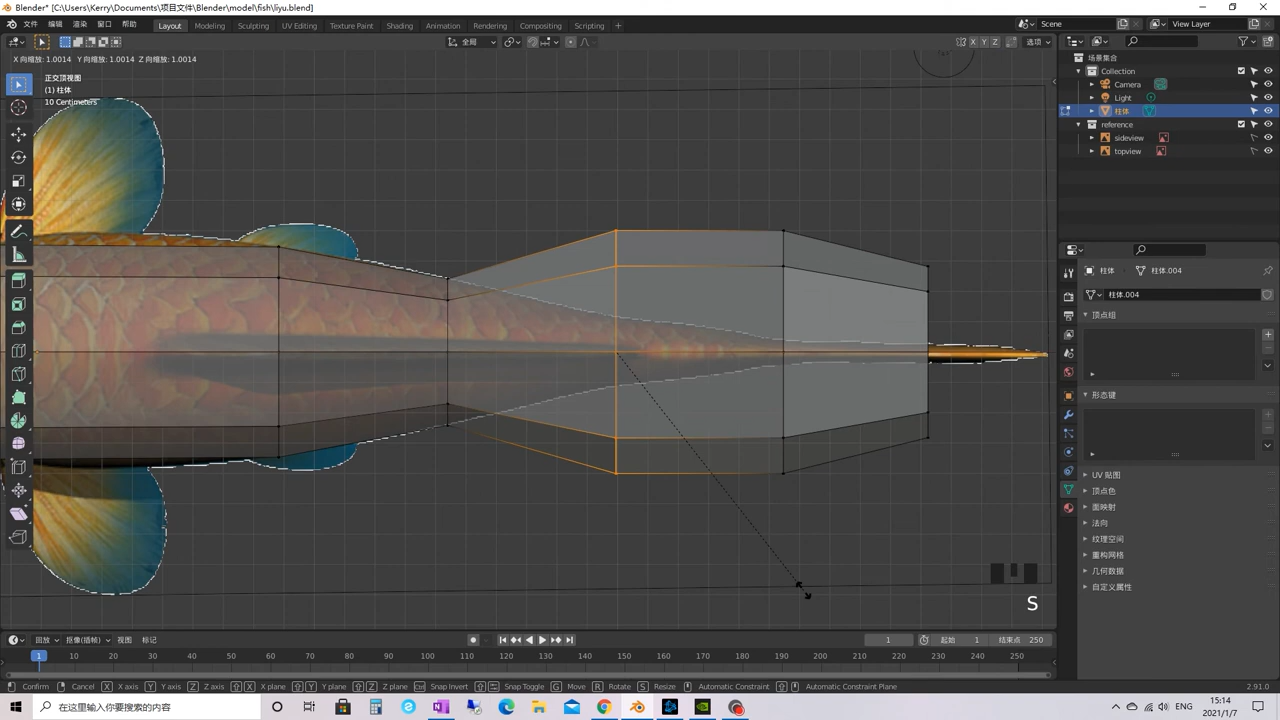 Blender* [C:\Users\Kerry\Documents\项目文件\Blender\model\fish\liyu.blend]
文件 编辑 渲染 窗口 帮助 Layout Modeling Sculpting UV Editing Texture Paint Shading Animation Rendering Compositing Scripting + Scene View Layer
全局 X Y Z 选项
X 向缩放: 1.0014 Y 向缩放: 1.0014 Z 向缩放: 1.0014
正交顶视图
(1) 柱体
10 Centimeters
场景集合
Collection
Camera
Light
柱体
reference
sideview
topview
柱体 柱体.004
柱体.004
顶点组
形态键
UV 贴图
顶点色
面映射
法向
纹理空间
重构网格
几何数据
自定义属性
S
回放 抠像(插帧) 视图 标记 1 起始 1 结束点 250
1 10 20 30 40 50 60 70 80 90 100 110 120 130 140 150 160 170 180 190 200 210 220 230 240 250
Confirm Cancel X X axis Y Y axis Z Z axis X X plane Y Y plane Z Z plane Ctrl Snap Invert Snap Toggle G Move R Rotate S Resize Automatic Constraint Automatic Constraint Plane 2.91.0
在这里输入你要搜索的内容 ENG 15:14
2021/1/7